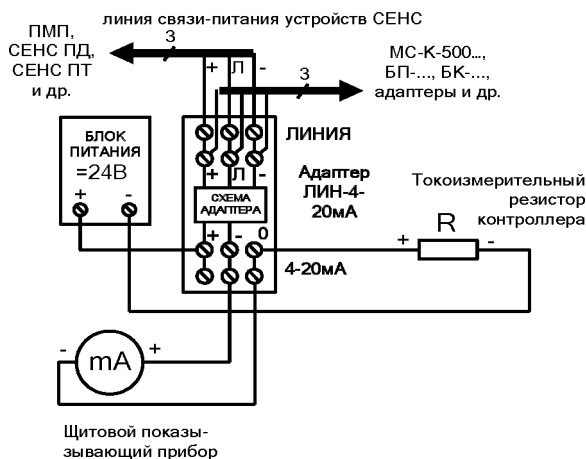 линия связи-питания устройств СЕНС
ПМП,
СЕНС ПД,
СЕНС ПТ
и др.
3
+ Л -
3
МС-К-500...,
БП-..., БК-...,
адаптеры и др.
БЛОК
ПИТАНИЯ
=24В
+ -
ЛИНИЯ
+ Л -
СХЕМА
АДАПТЕРА
Адаптер
ЛИН-4-
20мА
+ - 0
4-20мА
Токоизмерительный
резистор
контроллера
+ R -
- mA +
Щитовой показы-
зывающий прибор